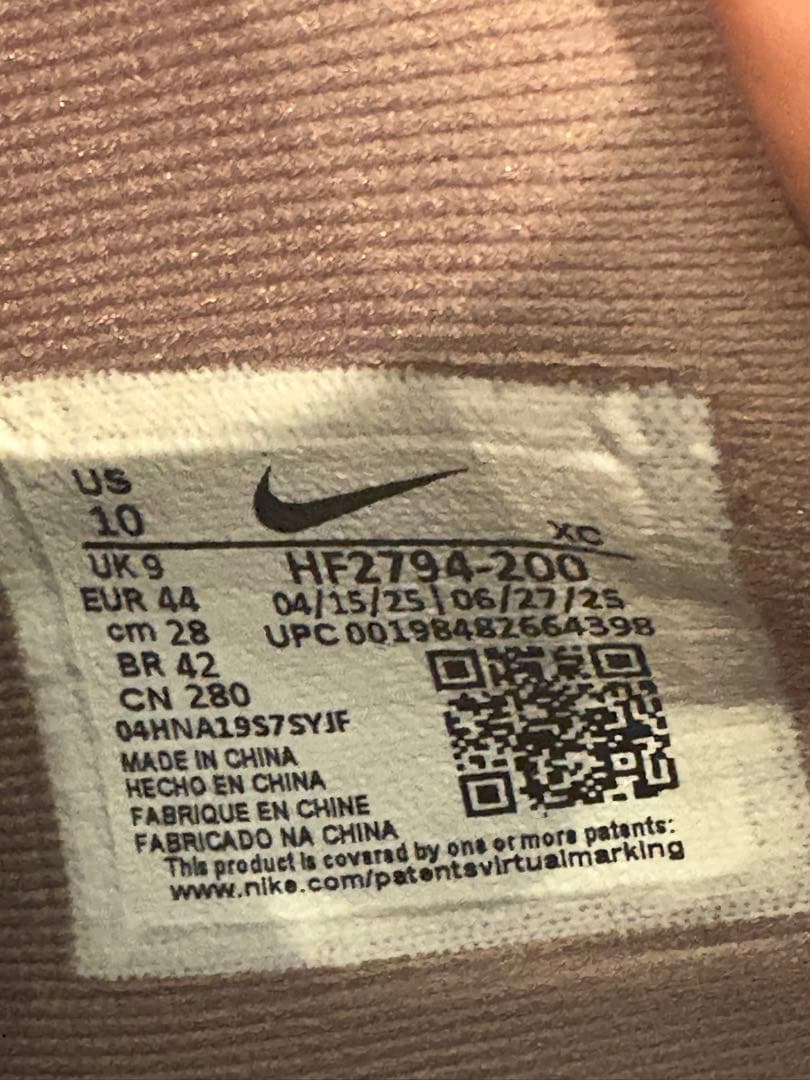 US
10
XC
UK 9
HF2794-200
EUR 44
04/15/25 | 06/27/25
cm 28
UPC 00198482664398
BR 42
CN 280
04HNA19S7SYJF
MADE IN CHINA
HECHO EN CHINA
FABRIQUE EN CHINE
FABRICADO NA CHINA
This product is covered by one or more patents:
www.nike.com/patentsvirtualmarking